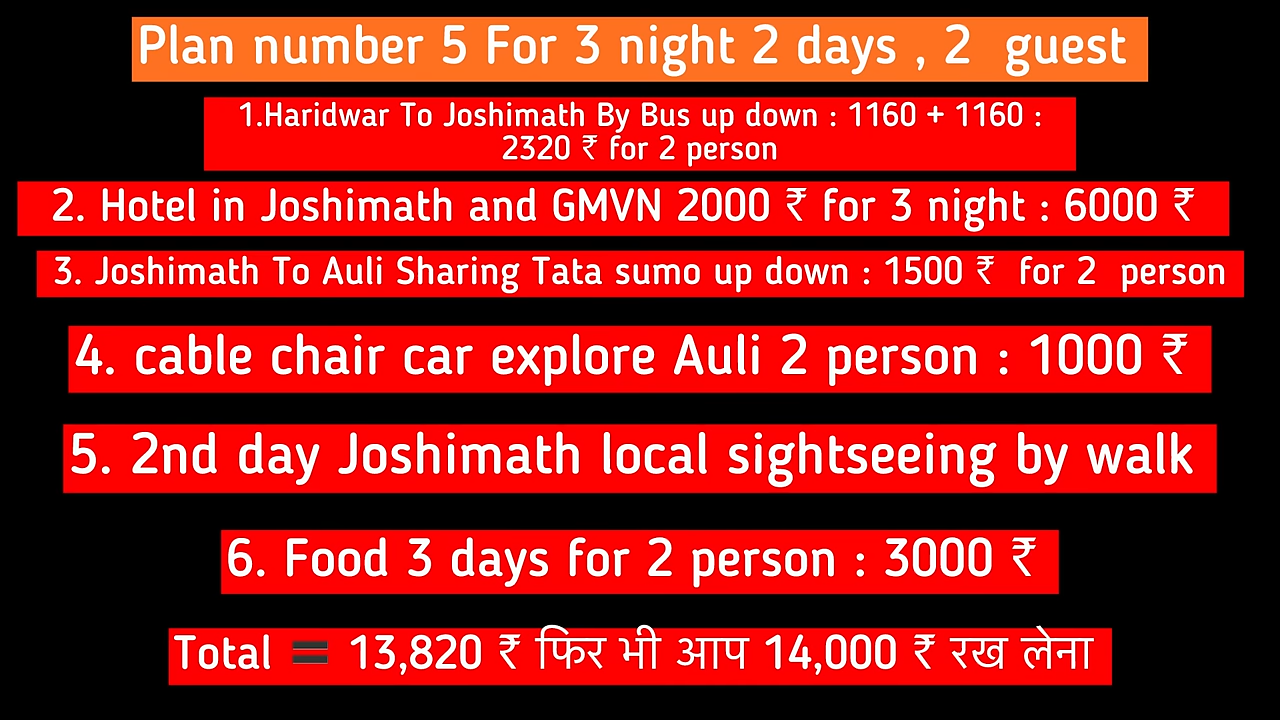 Plan number 5 For 3 night 2 days , 2 guest
1.Haridwar To Joshimath By Bus up down : 1160 + 1160 :
2320 ₹ for 2 person
2. Hotel in Joshimath and GMVN 2000 ₹ for 3 night : 6000 ₹
3. Joshimath To Auli Sharing Tata sumo up down : 1500 ₹ for 2 person
4. cable chair car explore Auli 2 person : 1000 ₹
5. 2nd day Joshimath local sightseeing by walk
6. Food 3 days for 2 person : 3000 ₹
Total = 13,820 ₹ फिर भी आप 14,000 ₹ रख लेना